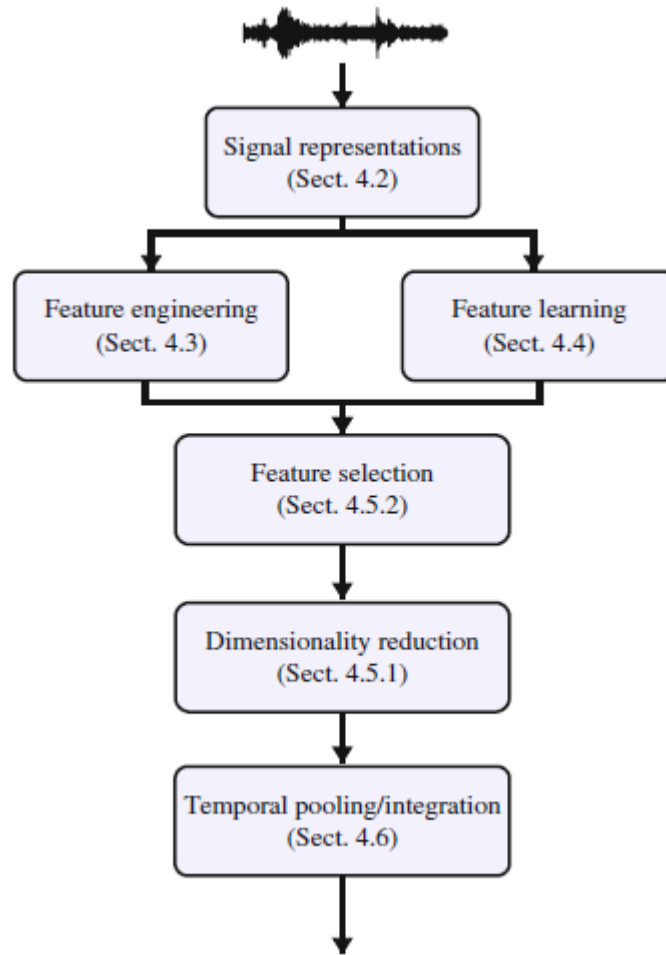 Signal representations
(Sect. 4.2)
Feature engineering
(Sect. 4.3)
Feature learning
(Sect. 4.4)
Feature selection
(Sect. 4.5.2)
Dimensionality reduction
(Sect. 4.5.1)
Temporal pooling/integration
(Sect. 4.6)